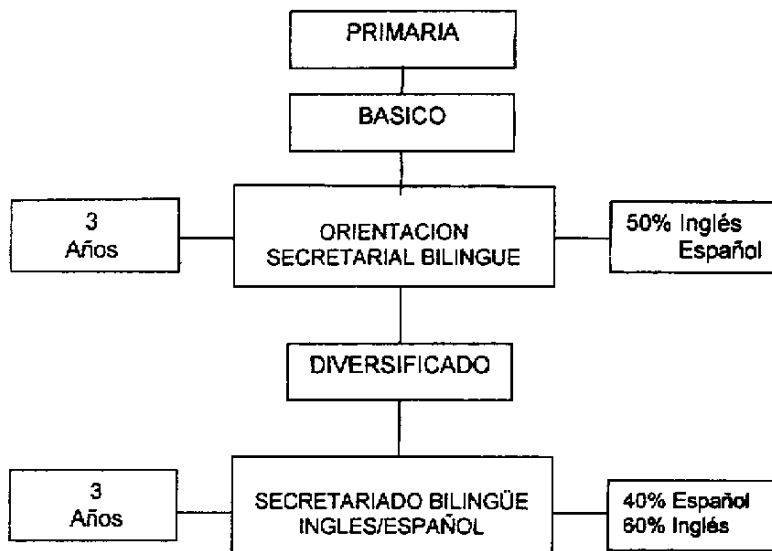 PRIMARIA
BASICO
3
Años
ORIENTACION
SECRETARIAL BILINGUE
50% Inglés
Español
DIVERSIFICADO
3
Años
SECRETARIADO BILINGÜE
INGLES/ESPAÑOL
40% Español
60% Inglés